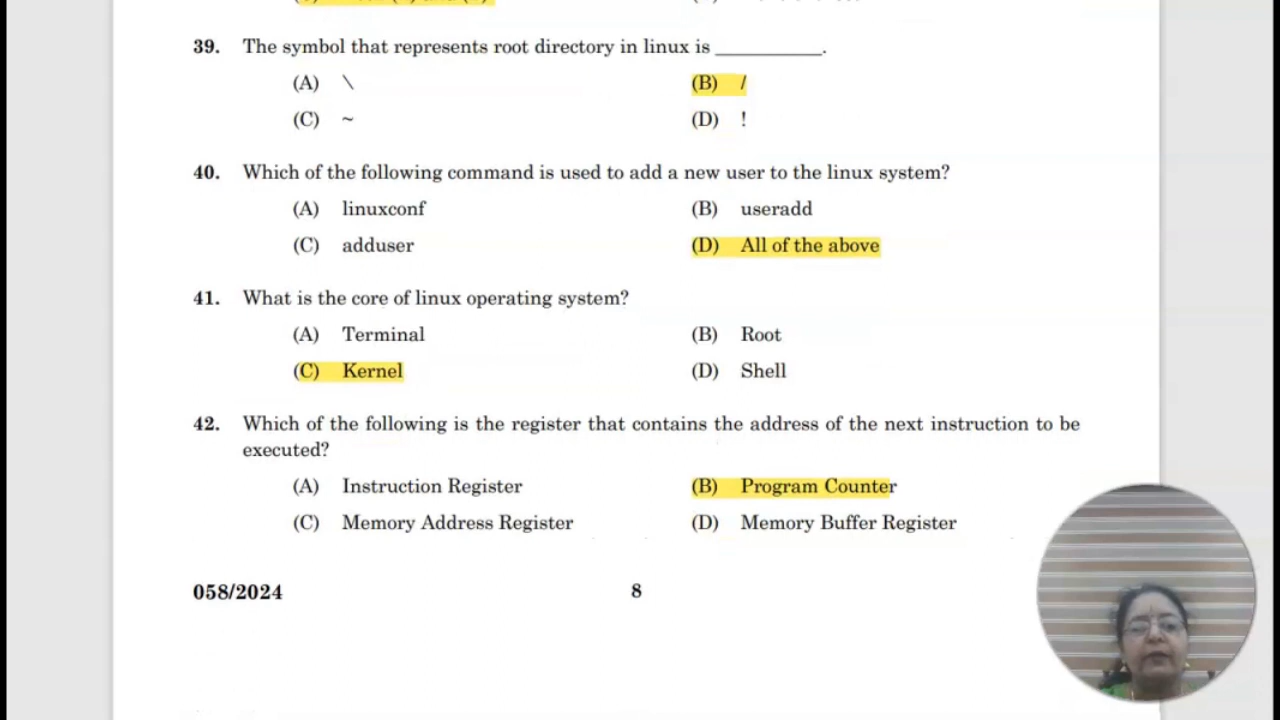 39. The symbol that represents root directory in linux is __________.
(A) \ (B) /
(C) ~ (D) !
40. Which of the following command is used to add a new user to the linux system?
(A) linuxconf (B) useradd
(C) adduser (D) All of the above
41. What is the core of linux operating system?
(A) Terminal (B) Root
(C) Kernel (D) Shell
42. Which of the following is the register that contains the address of the next instruction to be
executed?
(A) Instruction Register (B) Program Counter
(C) Memory Address Register (D) Memory Buffer Register
058/2024 8